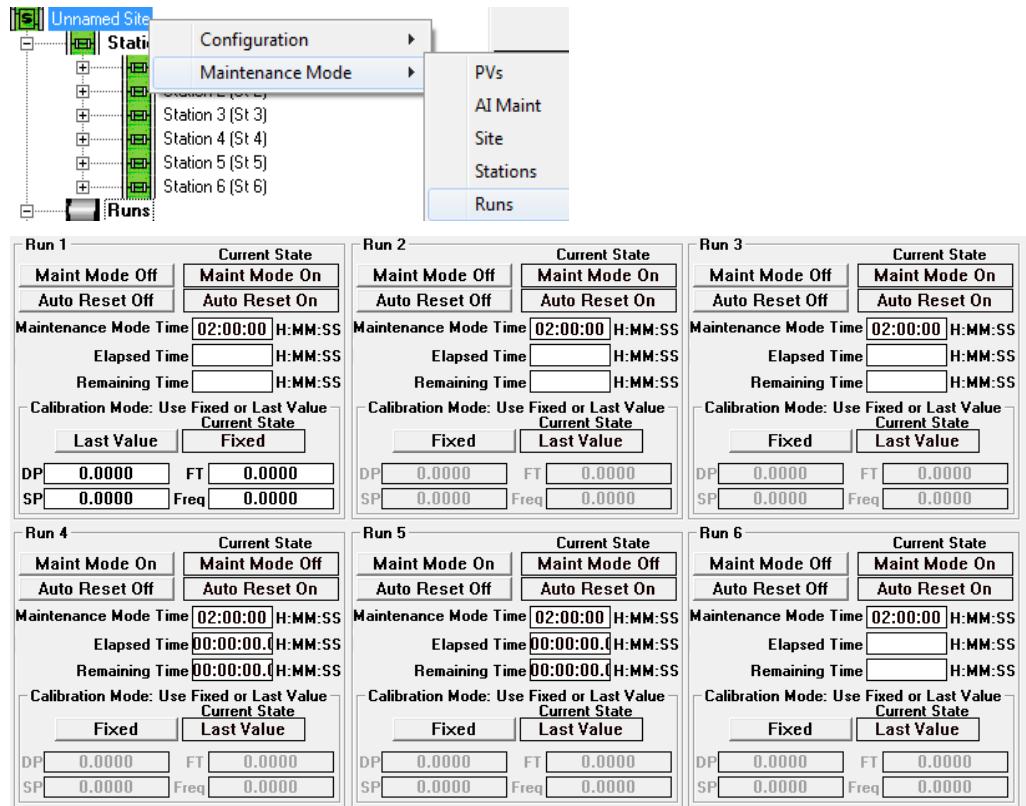 Unnamed Site
Configuration
Maintenance Mode
PVs
AI Maint
Site
Stations
Runs
Station 3 (St 3)
Station 4 (St 4)
Station 5 (St 5)
Station 6 (St 6)
Runs
Run 1
Current State
Maint Mode Off Maint Mode On
Auto Reset Off Auto Reset On
Maintenance Mode Time 02:00:00 H:MM:SS
Elapsed Time H:MM:SS
Remaining Time H:MM:SS
Calibration Mode: Use Fixed or Last Value
Current State
Last Value Fixed
DP 0.0000 FT 0.0000
SP 0.0000 Freq 0.0000
Run 2
Current State
Maint Mode Off Maint Mode On
Auto Reset Off Auto Reset On
Maintenance Mode Time 02:00:00 H:MM:SS
Elapsed Time H:MM:SS
Remaining Time H:MM:SS
Calibration Mode: Use Fixed or Last Value
Current State
Fixed Last Value
DP 0.0000 FT 0.0000
SP 0.0000 Freq 0.0000
Run 3
Current State
Maint Mode Off Maint Mode On
Auto Reset Off Auto Reset On
Maintenance Mode Time 02:00:00 H:MM:SS
Elapsed Time H:MM:SS
Remaining Time H:MM:SS
Calibration Mode: Use Fixed or Last Value
Current State
Fixed Last Value
DP 0.0000 FT 0.0000
SP 0.0000 Freq 0.0000
Run 4
Current State
Maint Mode On Maint Mode Off
Auto Reset Off Auto Reset On
Maintenance Mode Time 02:00:00 H:MM:SS
Elapsed Time 00:00:00.( H:MM:SS
Remaining Time 00:00:00.( H:MM:SS
Calibration Mode: Use Fixed or Last Value
Current State
Fixed Last Value
DP 0.0000 FT 0.0000
SP 0.0000 Freq 0.0000
Run 5
Current State
Maint Mode On Maint Mode Off
Auto Reset Off Auto Reset On
Maintenance Mode Time 02:00:00 H:MM:SS
Elapsed Time 00:00:00.( H:MM:SS
Remaining Time 00:00:00.( H:MM:SS
Calibration Mode: Use Fixed or Last Value
Current State
Fixed Last Value
DP 0.0000 FT 0.0000
SP 0.0000 Freq 0.0000
Run 6
Current State
Maint Mode Off Maint Mode On
Auto Reset Off Auto Reset On
Maintenance Mode Time 02:00:00 H:MM:SS
Elapsed Time H:MM:SS
Remaining Time H:MM:SS
Calibration Mode: Use Fixed or Last Value
Current State
Fixed Last Value
DP 0.0000 FT 0.0000
SP 0.0000 Freq 0.0000